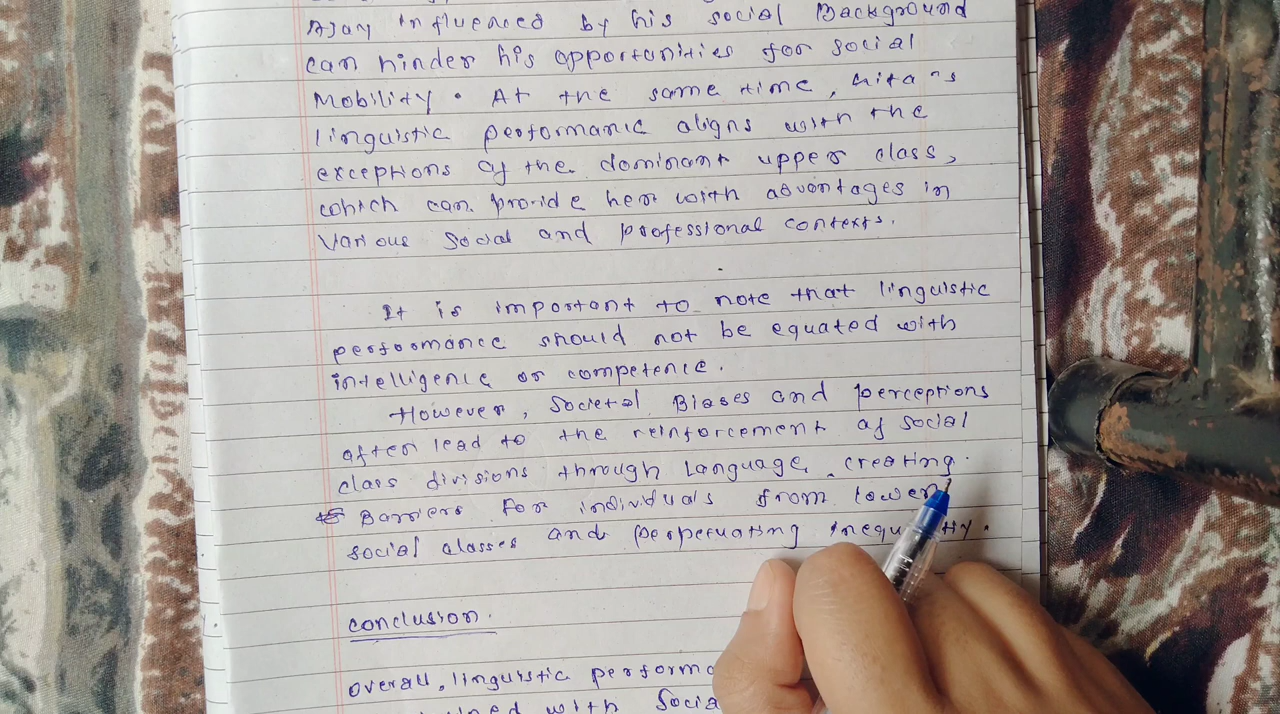 Ajay influenced by his social Background
can hinder his opportunities for social
Mobility. At the same time, Nita's
linguistic performanic aligns with the
exceptions of the dominant upper class,
which can provide her with advantages in
Various Social and professional contexts.
It is important to note that linguistic
performance should not be equated with
intelligence or competence.
However, Societal Biases and perceptions
often lead to the reinforcement of social
class divisions through Language, creating
Barriers for individuals from lower
social classes and perpetuating inequality.
conclusion.
overall, linguistic
with Socia